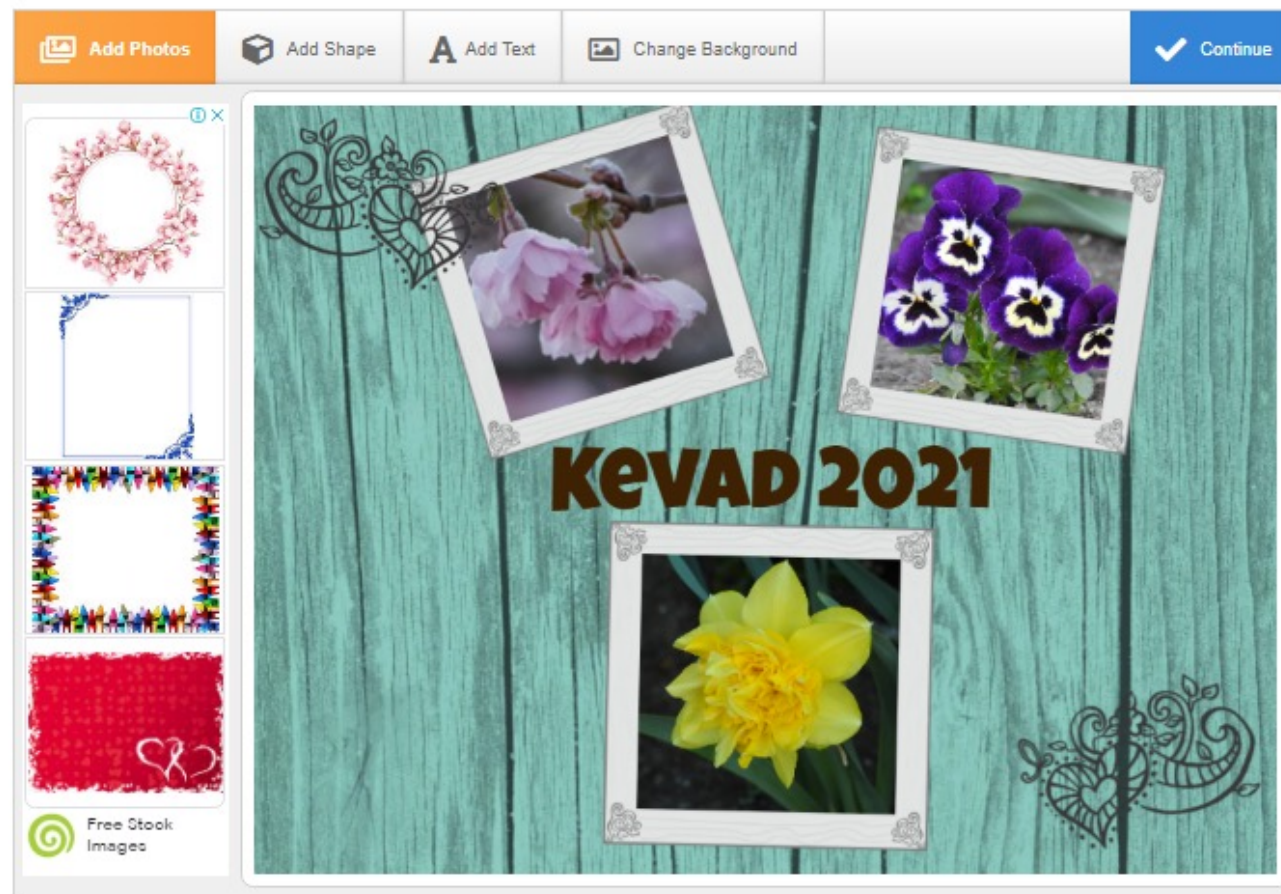 Add Photos
Add Shape
Add Text
Change Background
Continue
KeVAD 2021
Free Stock
Images